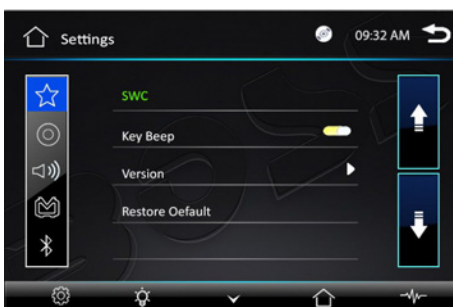 Settings
09:32 AM
SWC
Key Beep
Version
Restore Oefault